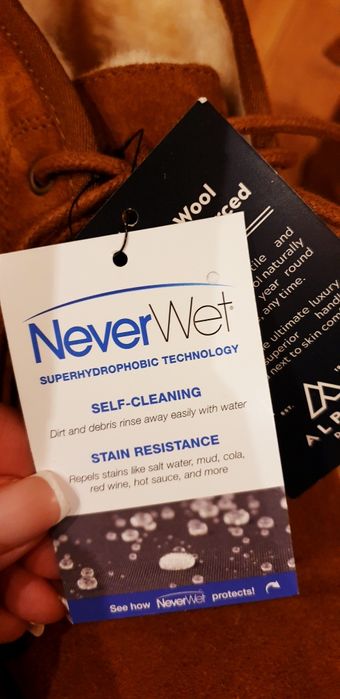 NeverWet
SUPERHYDROPHOBIC TECHNOLOGY
SELF-CLEANING
Dirt and debris rinse away easily with water
STAIN RESISTANCE
Repels stains like salt water, mud, cola,
red wine, hot sauce, and more
See how NeverWet protects!
Wool
and
naturally
year round
any time.
ultimate luxury
next to skin
EST.